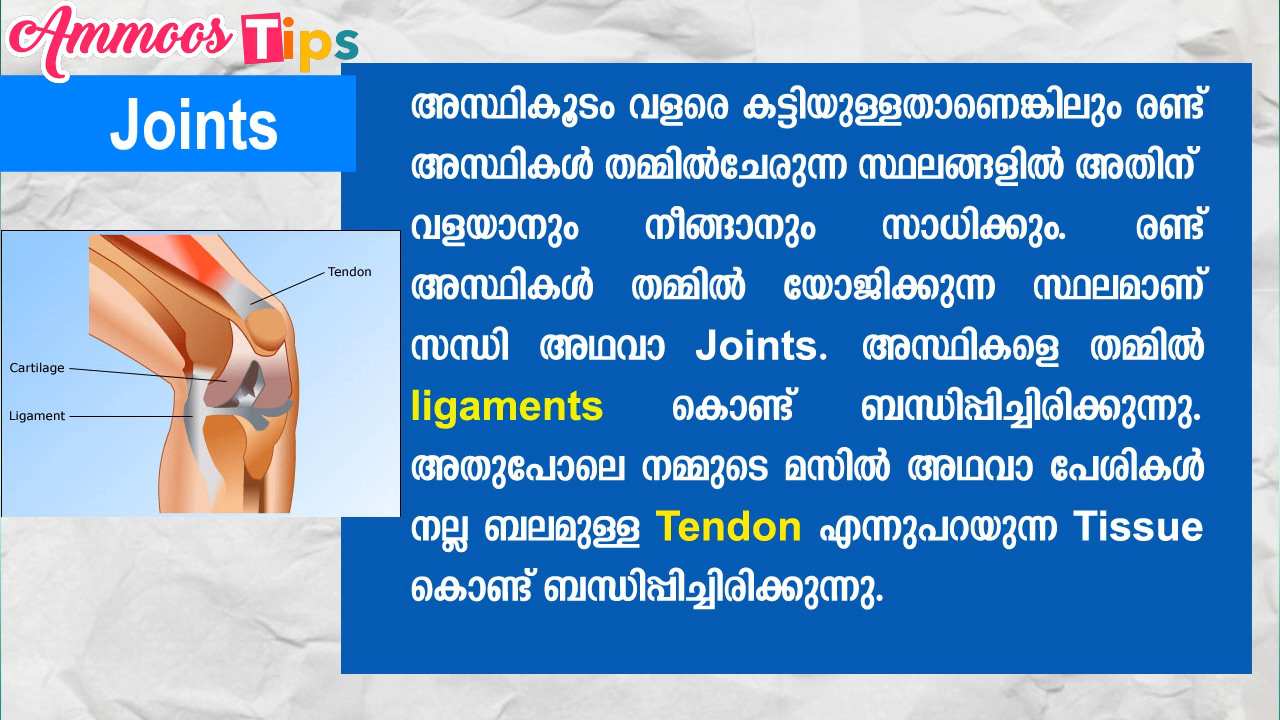 Ammoos Tips
Joints
അസ്ഥികൂടം വളരെ കട്ടിയുള്ളതാണെങ്കിലും രണ്ട്
അസ്ഥികൾ തമ്മിൽചേരുന്ന സ്ഥലങ്ങളിൽ അതിന്
വളയാനും നീങ്ങാനും സാധിക്കും. രണ്ട്
അസ്ഥികൾ തമ്മിൽ യോജിക്കുന്ന സ്ഥലമാണ്
സന്ധി അഥവാ Joints. അസ്ഥികളെ തമ്മിൽ
ligaments കൊണ്ട് ബന്ധിപ്പിച്ചിരിക്കുന്നു.
അതുപോലെ നമ്മുടെ മസിൽ അഥവാ പേശികൾ
നല്ല ബലമുള്ള Tendon എന്നുപറയുന്ന Tissue
കൊണ്ട് ബന്ധിപ്പിച്ചിരിക്കുന്നു.
Tendon
Cartilage
Ligament